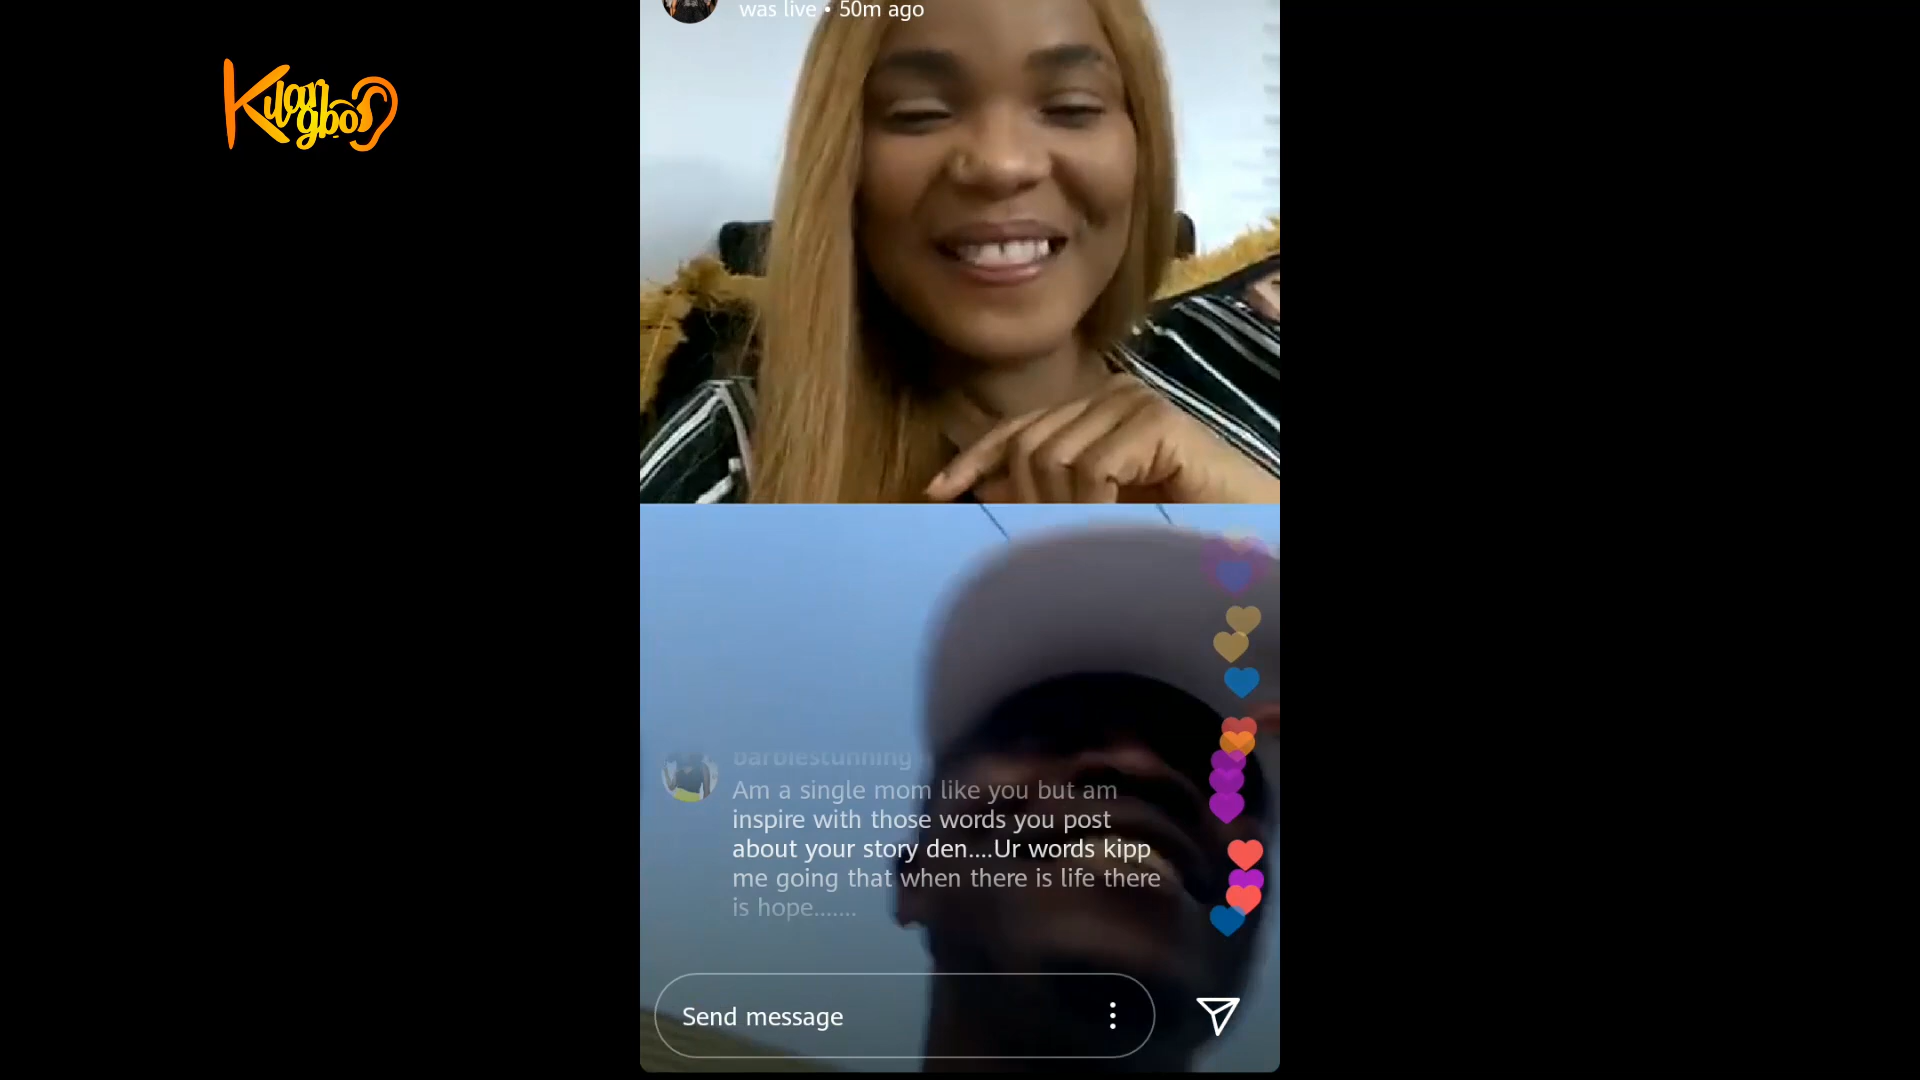 was live • 50m ago
barbiestunning
Am a single mom like you but am
inspire with those words you post
about your story den....Ur words kipp
me going that when there is life there
is hope.......
Send message